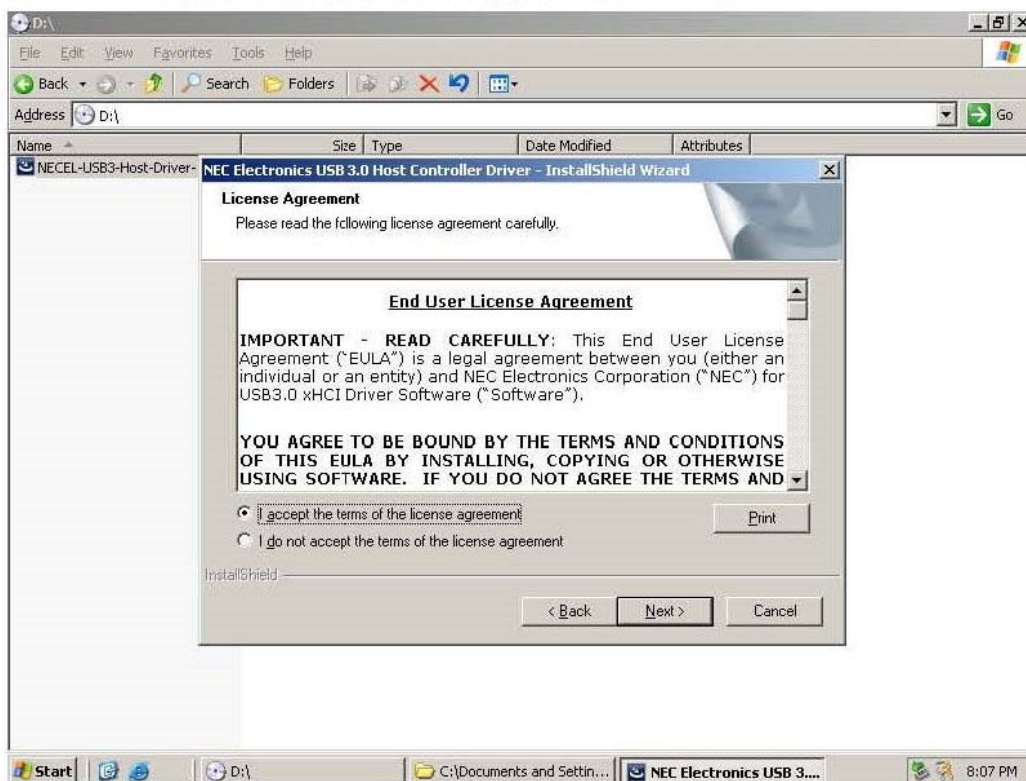 D:\
File Edit View Favorites Tools Help
Back Search Folders
Address D:\ Go
Name Size Type Date Modified Attributes
NECEL-USB3-Host-Driver-
NEC Electronics USB 3.0 Host Controller Driver - InstallShield Wizard
License Agreement
Please read the following license agreement carefully.
End User License Agreement
IMPORTANT - READ CAREFULLY: This End User License
Agreement ("EULA") is a legal agreement between you (either an
individual or an entity) and NEC Electronics Corporation ("NEC") for
USB3.0 xHCI Driver Software ("Software").
YOU AGREE TO BE BOUND BY THE TERMS AND CONDITIONS
OF THIS EULA BY INSTALLING, COPYING OR OTHERWISE
USING SOFTWARE. IF YOU DO NOT AGREE THE TERMS AND
I accept the terms of the license agreement
Print
I do not accept the terms of the license agreement
InstallShield
< Back Next > Cancel
Start D:\ C:\Documents and Settin... NEC Electronics USB 3.... 8:07 PM